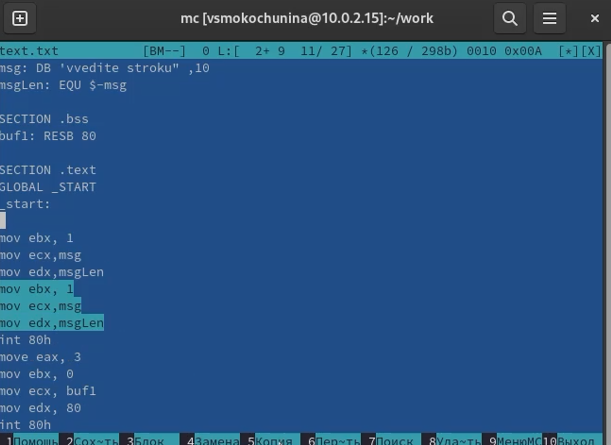 mc [vsmokochunina@10.0.2.15]:~/work
text.txt [BM--] 0 L:[ 2+ 9 11/ 27] *(126 / 298b) 0010 0x00A [*][X]
msg: DB 'vvedite stroku" ,10
msgLen: EQU $-msg
SECTION .bss
buf1: RESB 80
SECTION .text
GLOBAL _START
_start:
mov ebx, 1
mov ecx,msg
mov edx,msgLen
mov ebx, 1
mov ecx,msg
mov edx,msgLen
int 80h
move eax, 3
mov ebx, 0
mov ecx, buf1
mov edx, 80
int 80h
1Помощь 2Сох~ть 3Блок 4Замена 5Копия 6Пер~ть 7Поиск 8Уда~ть 9МенюMC 10Выход